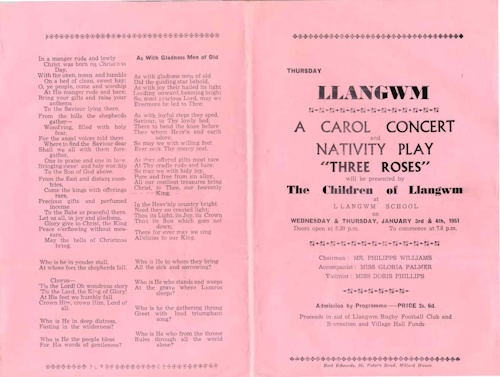 In a manger rude and lowly
Christ was born on Christmas
Day,
With the oxen, mean and humble
On a bed of clean, sweet hay;
O, ye people, come and worship
At His manger rude and bare;
Bring your gifts and raise your
anthems
To the Saviour lying there.
From the hills the shepherds
gather—
Wond'ring, filled with holy
fear,
For the angel voices told them
Where to find the Saviour dear
Shall we all with them fore-
gather,
One in praise and one in love
Bringing sweet and holy worship
To the Son of God above.
From the East and distant coun-
tries,
Come the kings with offerings
rare,
Precious gifts and perfumed
incense
To the Babe so peaceful there.
Let us all, in joy and gladness,
Glory give to Christ, the King
Peace o'erflowing without mea-
sure,
May the bells of Christmas
bring.
Who is he in yonder stall,
At whose feet the shepherds fall.
Chorus—
'Tis the Lord! Oh wondrous story
'Tis the Lord, the King of Glory!
At His feet we humbly fall
Crown Him, crown Him, Lord of
all.
Who is He in deep distress,
Fasting in the wilderness?
Who is He the people bless
For His words of gentleness?
As With Gladness Men of Old
As with gladness men of old
Did the guiding star behold,
As with joy their hailed its light
Leading onward, beaming bright
So, most gracious Lord, may we
Evermore be led to Thee.
As with joyful steps they sped,
Saviour, to Thy lowly bed,
There to bend the knee before
Thee whom Heav'n and earth
adore,
So may we with willing feet
Ever seek Thy mercy seat.
As they offered gifts most rare
At Thy cradle rude and bare;
So may we with holy joy,
Pure and free from sin alloy,
All our costliest treasures bring
Christ, to Thee, our heavenly
King.
In the Heav'nly country bright
Need they no created light;
Thou its Light, its Joy, its Crown
Thou its Sun which goes not
down,
There for ever may we sing
Alleluias to our King.
Who is He to whom they bring
All the sick and sorrowing?
Who is He who stands and weeps
At the grave where Lazarus
sleeps?
Who is be the gathering throng
Greet with loud triumphant
song?
Who is He who from the throne
Rules through all the world
alone?
THURSDAY
LLANGWM
A CAROL CONCERT
and
NATIVITY PLAY
"THREE ROSES"
will be presented by
The Children of Llangwm
at
LLANGWM SCHOOL
on
WEDNESDAY & THURSDAY, JANUARY 3rd & 4th, 1951
Doors open at 6.30 p.m. To commence at 7.0 p.m.
Chairman: MR. PHILIPPS WILLIAMS
Accompanist: MISS GLORIA PALMER
Violinist: MISS DORIS PHILLIPS
Admission by Programme—PRICE 2s. 6d.
Proceeds in aid of Llangwm Rugby Football Club and
Recreation and Village Hall Funds.
Peter's Road, Milford Haven